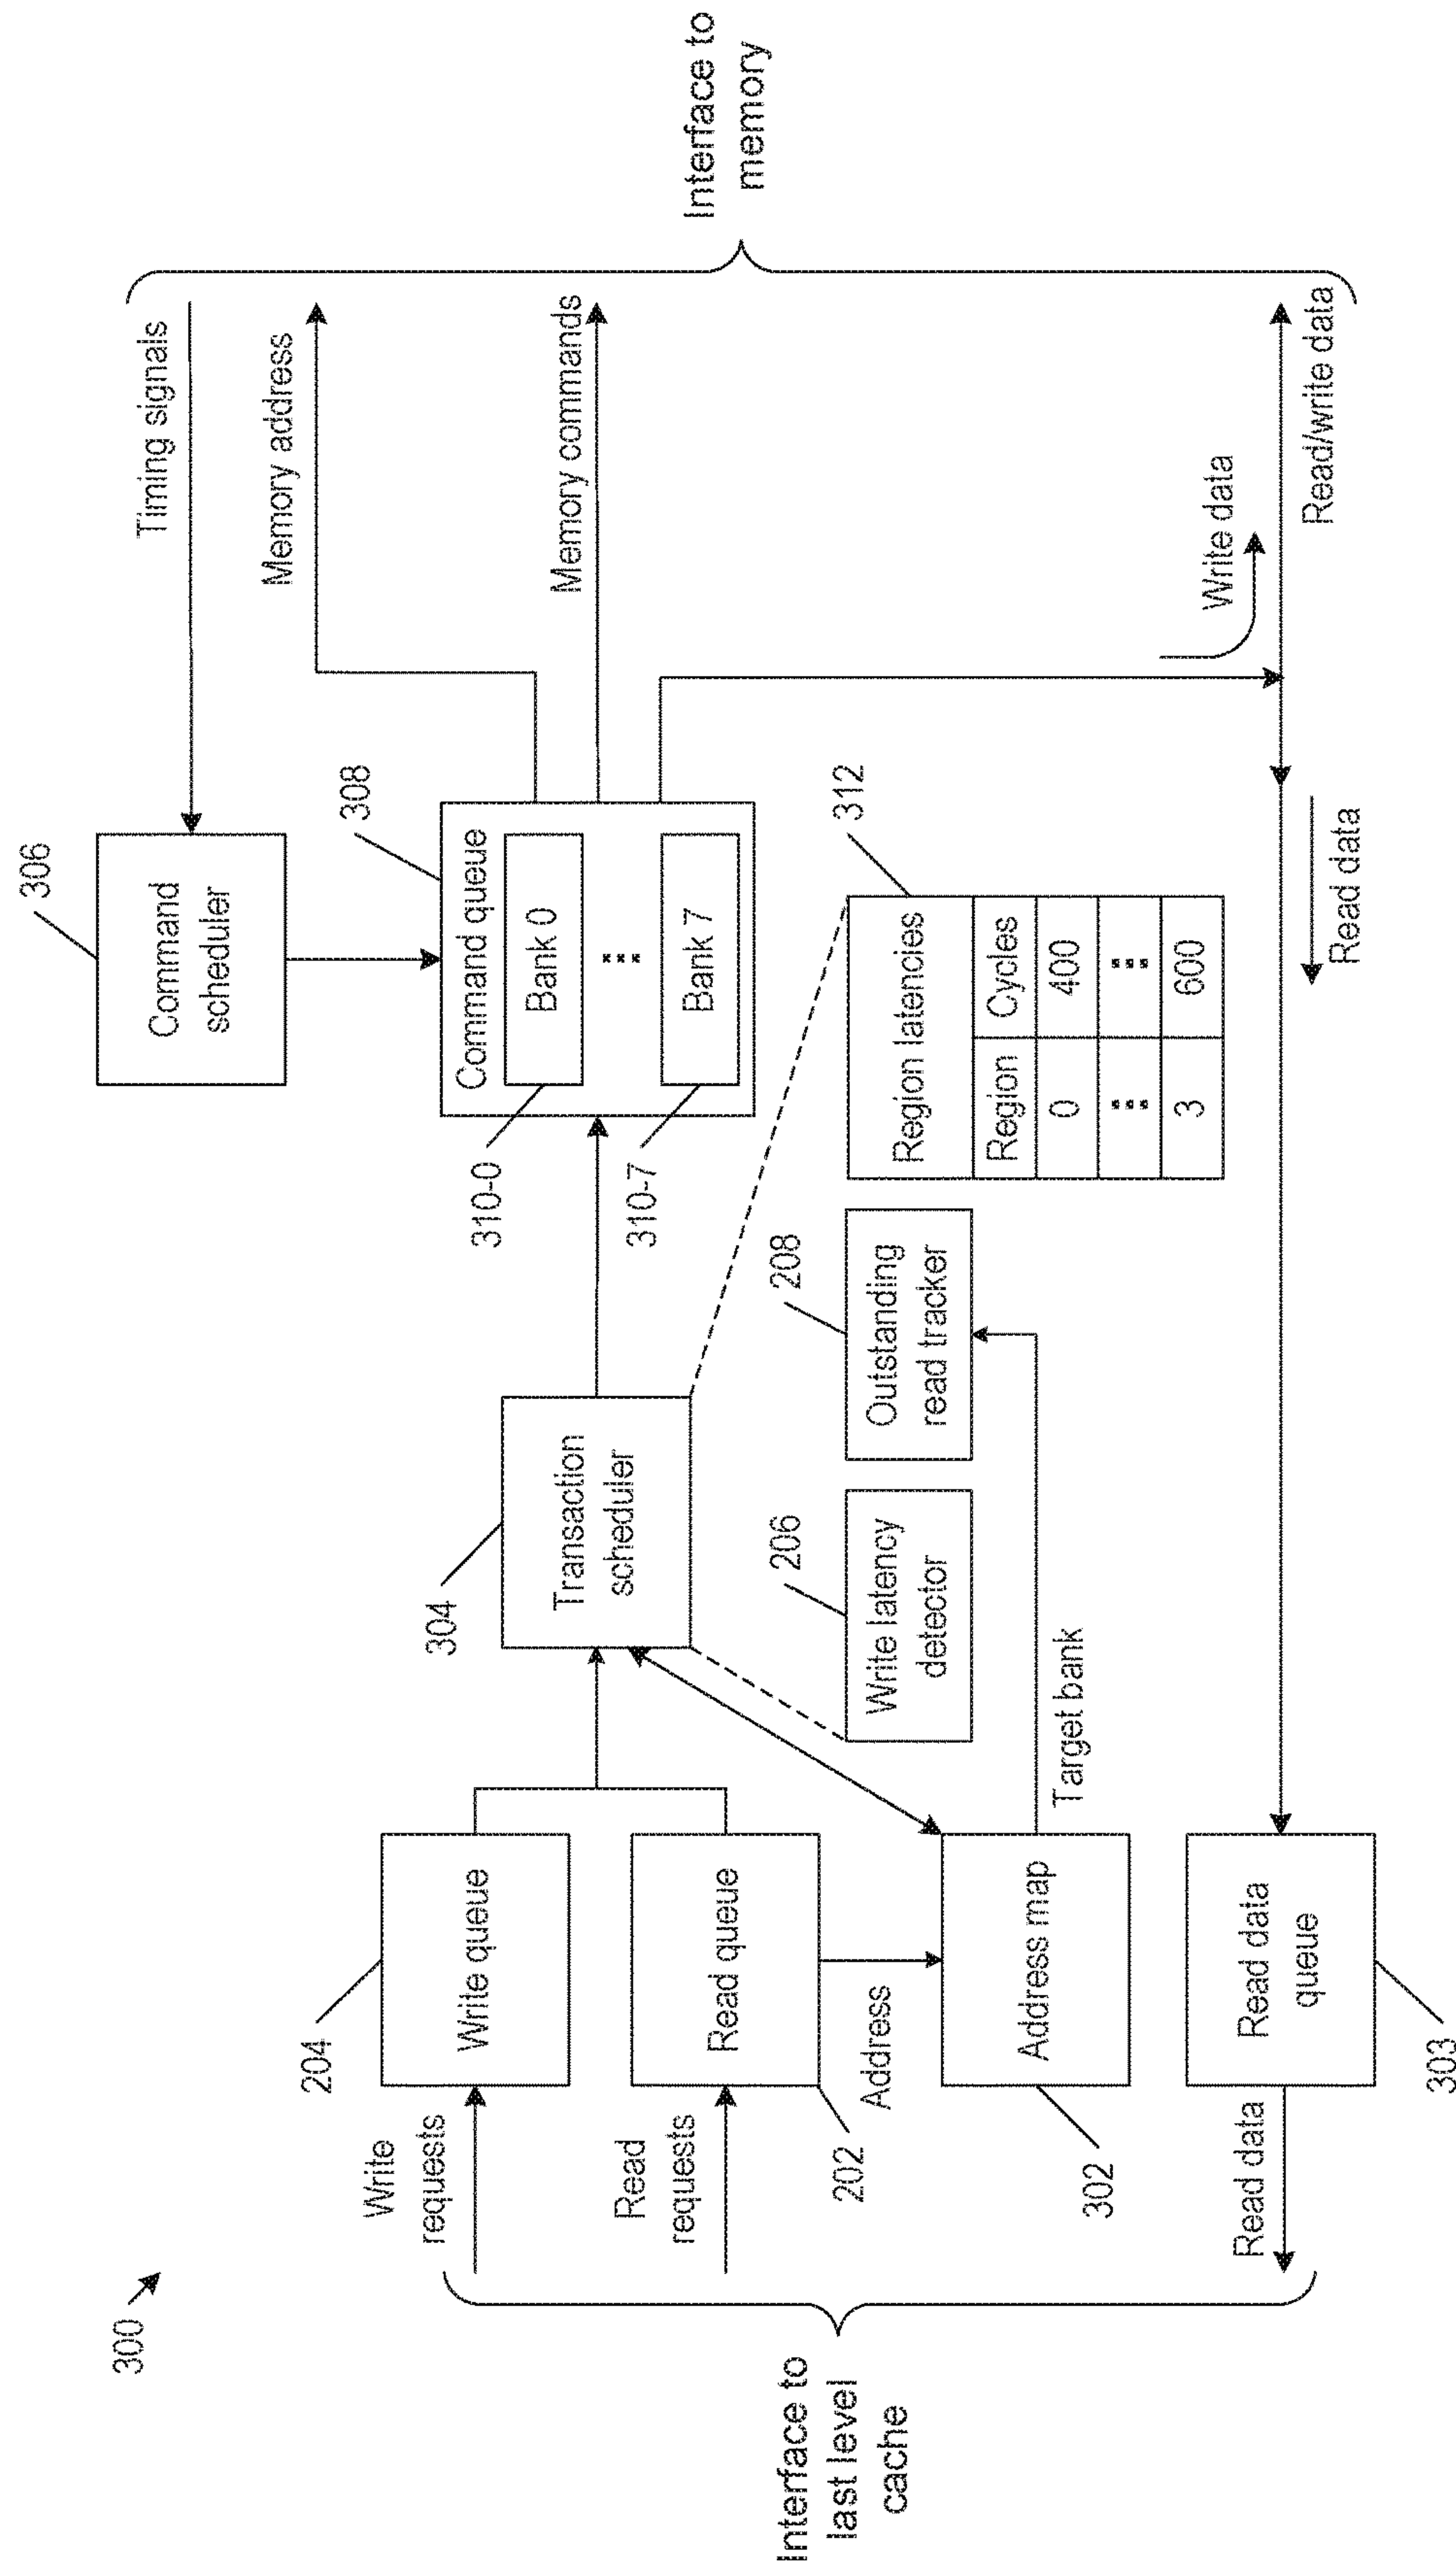 300
306
Command
scheduler
Timing signals
308
Command queue
Bank 0
...
Bank 7
310-0
310-7
Memory address
Memory commands
Interface to
memory
304
Transaction
scheduler
204
Write queue
Write
requests
Read queue
Read
requests
202
Address
Interface to
last level
cache
Address map
302
Target bank
206
Write latency
detector
208
Outstanding
read tracker
312
Region latencies
Region Cycles
0 400
... ...
3 600
Write data
Read/write data
Read data
Read data
queue
303
Read data